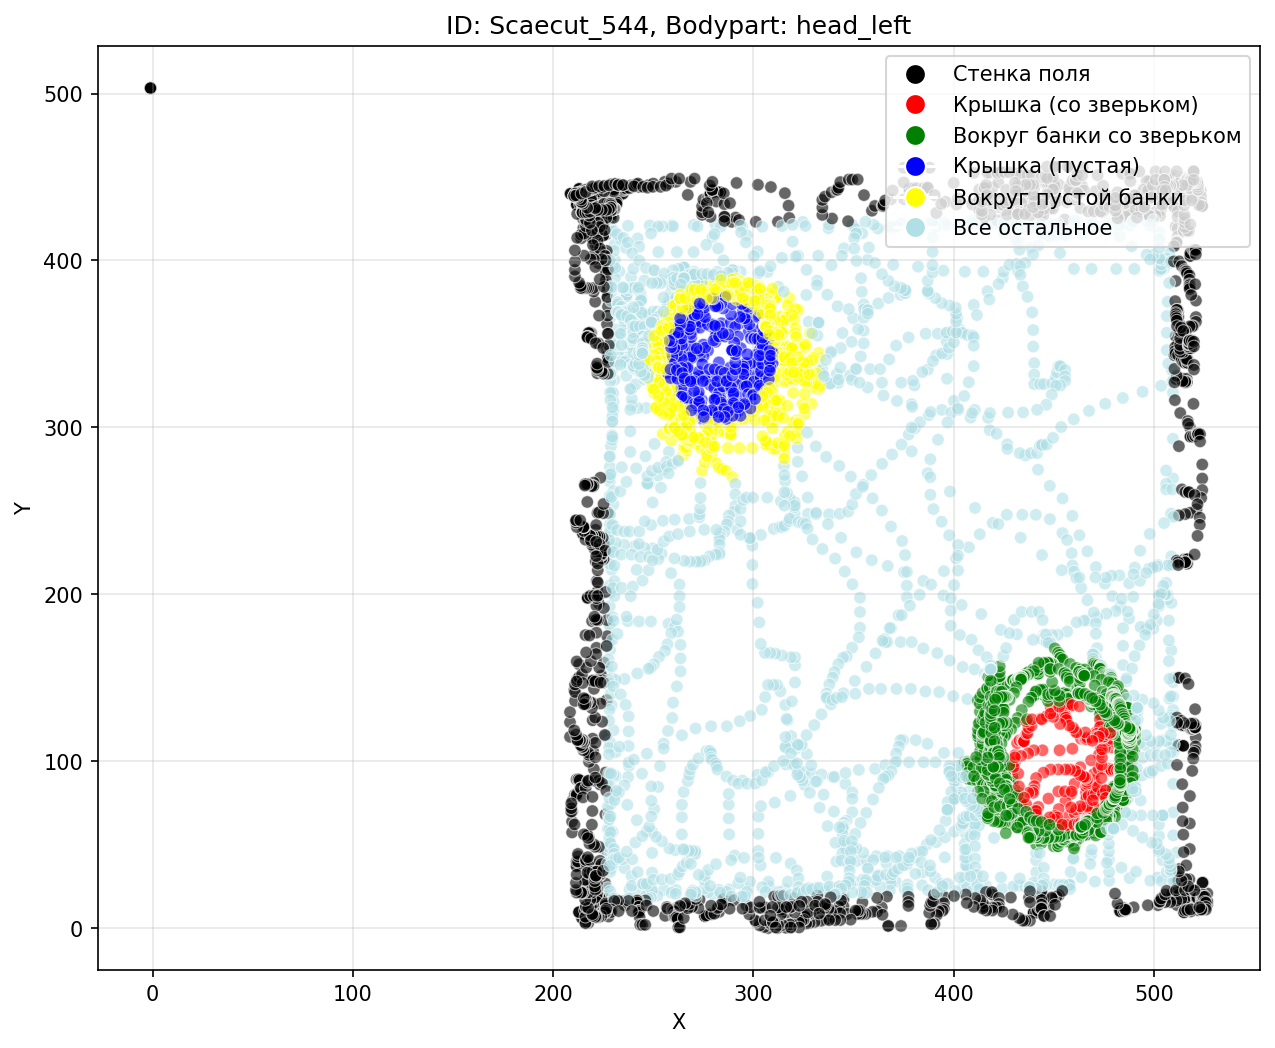 ID: Scaecut_544, Bodypart: head_left
Стенка поля
Крышка (со зверьком)
Вокруг банки со зверьком
Крышка (пустая)
Вокруг пустой банки
Все остальное
500
400
300
200
100
0
Y
0 100 200 300 400 500
X